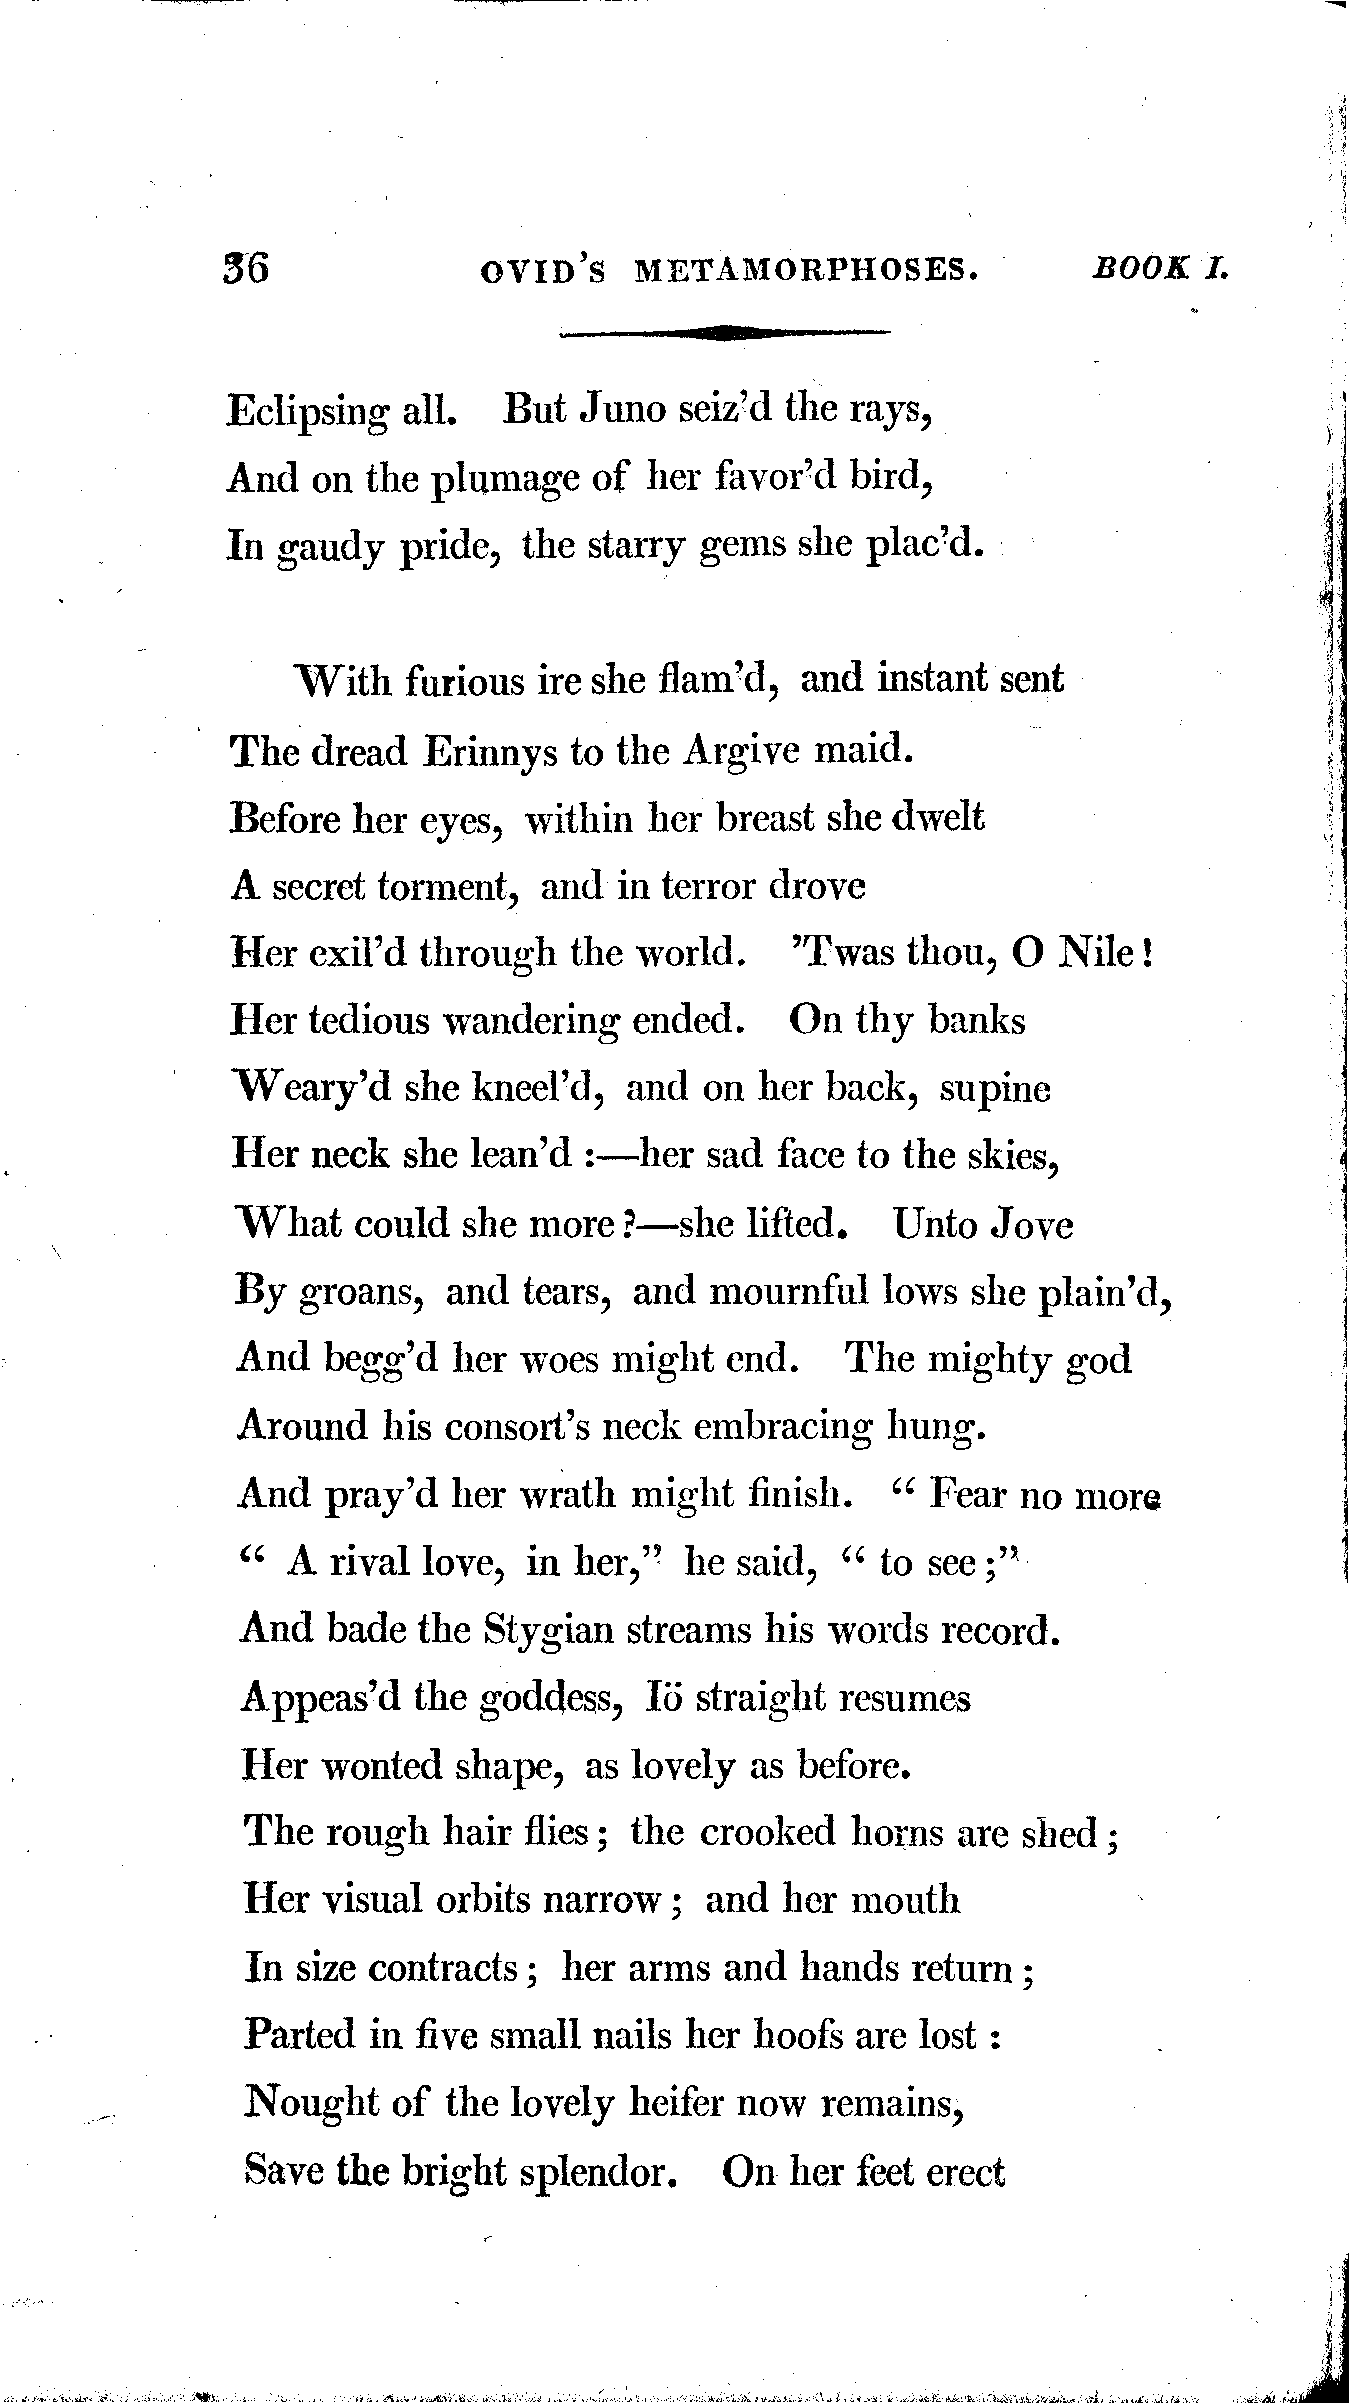 36 OVID'S METAMORPHOSES. BOOK I.
Eclipsing all. But Juno seiz'd the rays,
And on the plumage of her favor'd bird,
In gaudy pride, the starry gems she plac'd.
With furious ire she flam'd, and instant sent
The dread Erinnys to the Argive maid.
Before her eyes, within her breast she dwelt
A secret torment, and in terror drove
Her exil'd through the world. 'Twas thou, O Nile!
Her tedious wandering ended. On thy banks
Weary'd she kneel'd, and on her back, supine
Her neck she lean'd :—her sad face to the skies,
What could she more ?—she lifted. Unto Jove
By groans, and tears, and mournful lows she plain'd,
And begg'd her woes might end. The mighty god
Around his consort's neck embracing hung.
And pray'd her wrath might finish. “ Fear no more
“ A rival love, in her,” he said, “ to see ;”
And bade the Stygian streams his words record.
Appeas'd the goddess, Iö straight resumes
Her wonted shape, as lovely as before.
The rough hair flies ; the crooked horns are shed ;
Her visual orbits narrow ; and her mouth
In size contracts ; her arms and hands return ;
Parted in five small nails her hoofs are lost :
Nought of the lovely heifer now remains,
Save the bright splendor. On her feet erect